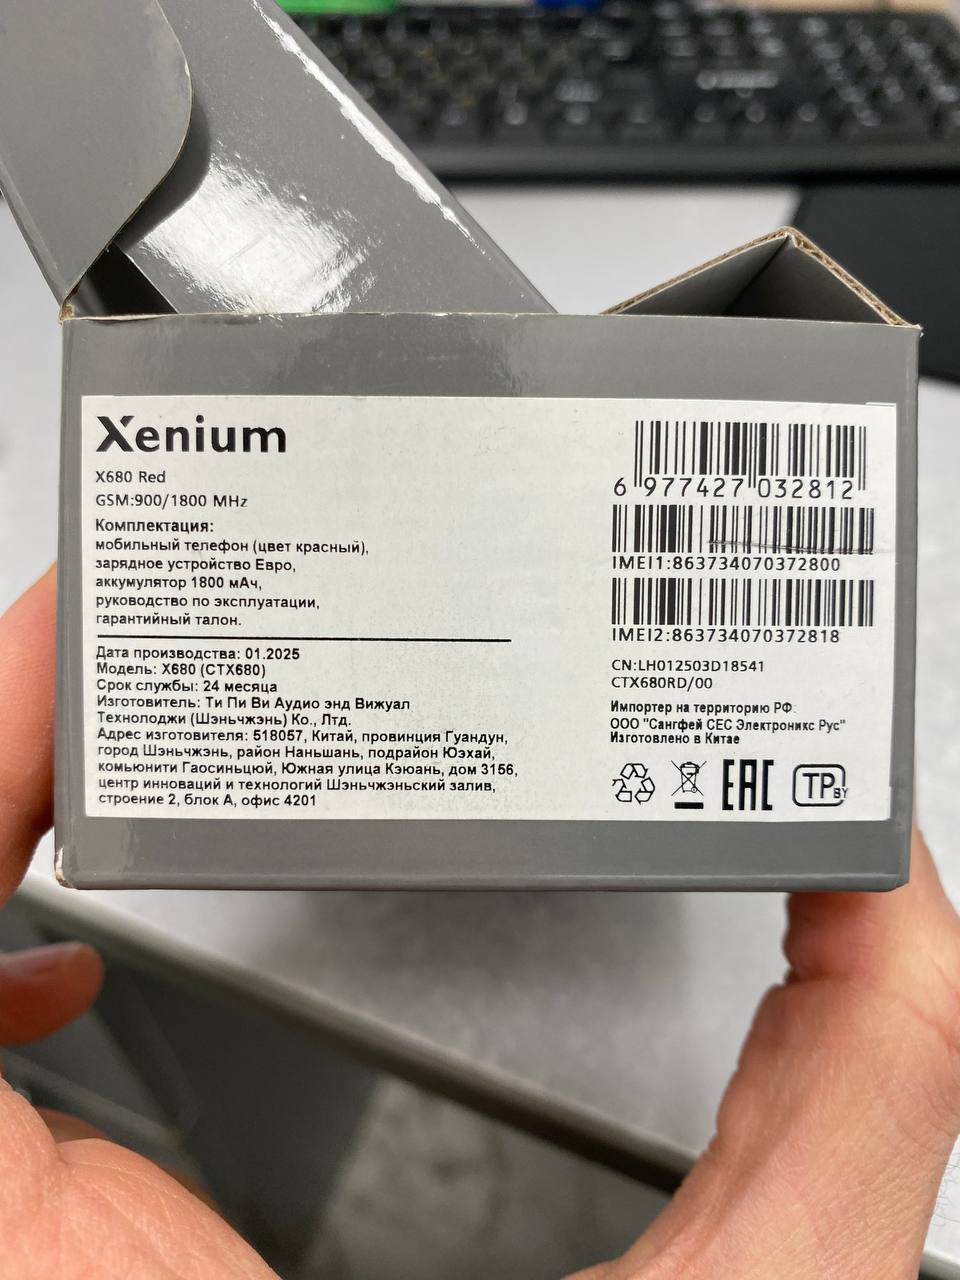 Xenium
X680 Red
GSM:900/1800 MHz
Комплектация:
мобильный телефон (цвет красный),
зарядное устройство Евро,
аккумулятор 1800 мАч,
руководство по эксплуатации,
гарантийный талон.
Дата производства: 01.2025
Модель: X680 (CTX680)
Срок службы: 24 месяца
Изготовитель: Ти Пи Ви Аудио энд Вижуал
Технолоджи (Шэньчжэнь) Ко., Лтд.
Адрес изготовителя: 518057, Китай, провинция Гуандун,
город Шэньчжэнь, район Наньшань, подрайон Юэхай,
комьюнити Гаосиньцюй, Южная улица Кэюань, дом 3156,
центр инноваций и технологий Шэньчжэньский залив,
строение 2, блок А, офис 4201
6 977427 032812
IMEI1:863734070372800
IMEI2:863734070372818
CN:LH012503D18541
CTX680RD/00
Импортер на территорию РФ:
ООО "Сангфей СЕС Электроникс Рус"
Изготовлено в Китае
EAC
TP BY